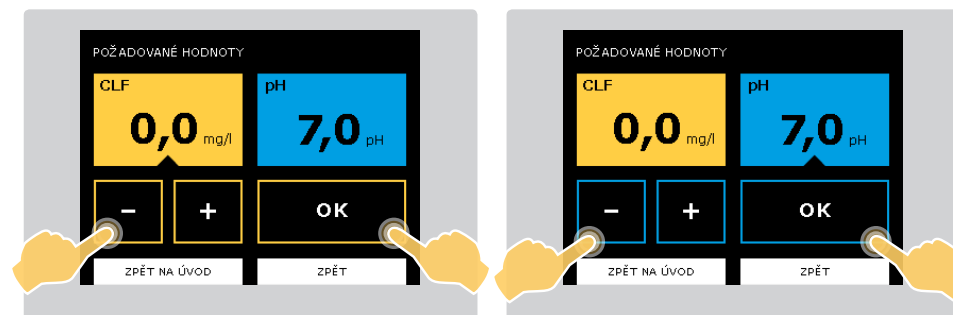 POŽADOVANÉ HODNOTY
CLF
0,0 mg/l
pH
7,0 pH
-
+
OK
ZPĚT NA ÚVOD
ZPĚT
POŽADOVANÉ HODNOTY
CLF
0,0 mg/l
pH
7,0 pH
-
+
OK
ZPĚT NA ÚVOD
ZPĚT